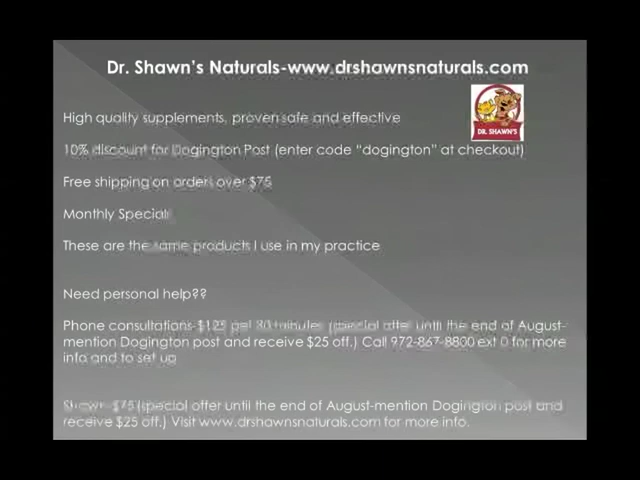 Dr. Shawn's Naturals-www.drshawnsnaturals.com
High quality supplements, proven safe and effective
DR. SHAWN'S
10% discount for Dogington Post (enter code "dogington" at checkout)
Free shipping on orders over $75
Monthly Specials
These are the same products I use in my practice
Need personal help??
Phone consultations-$125 per 30 minutes (special offer until the end of August-
mention Dogington post and receive $25 off.) Call 972-867-8800 ext 0 for more
info and to set up
$75 (special offer until the end of August-mention Dogington post and
receive $25 off.) Visit www.drshawnsnaturals.com for more info.